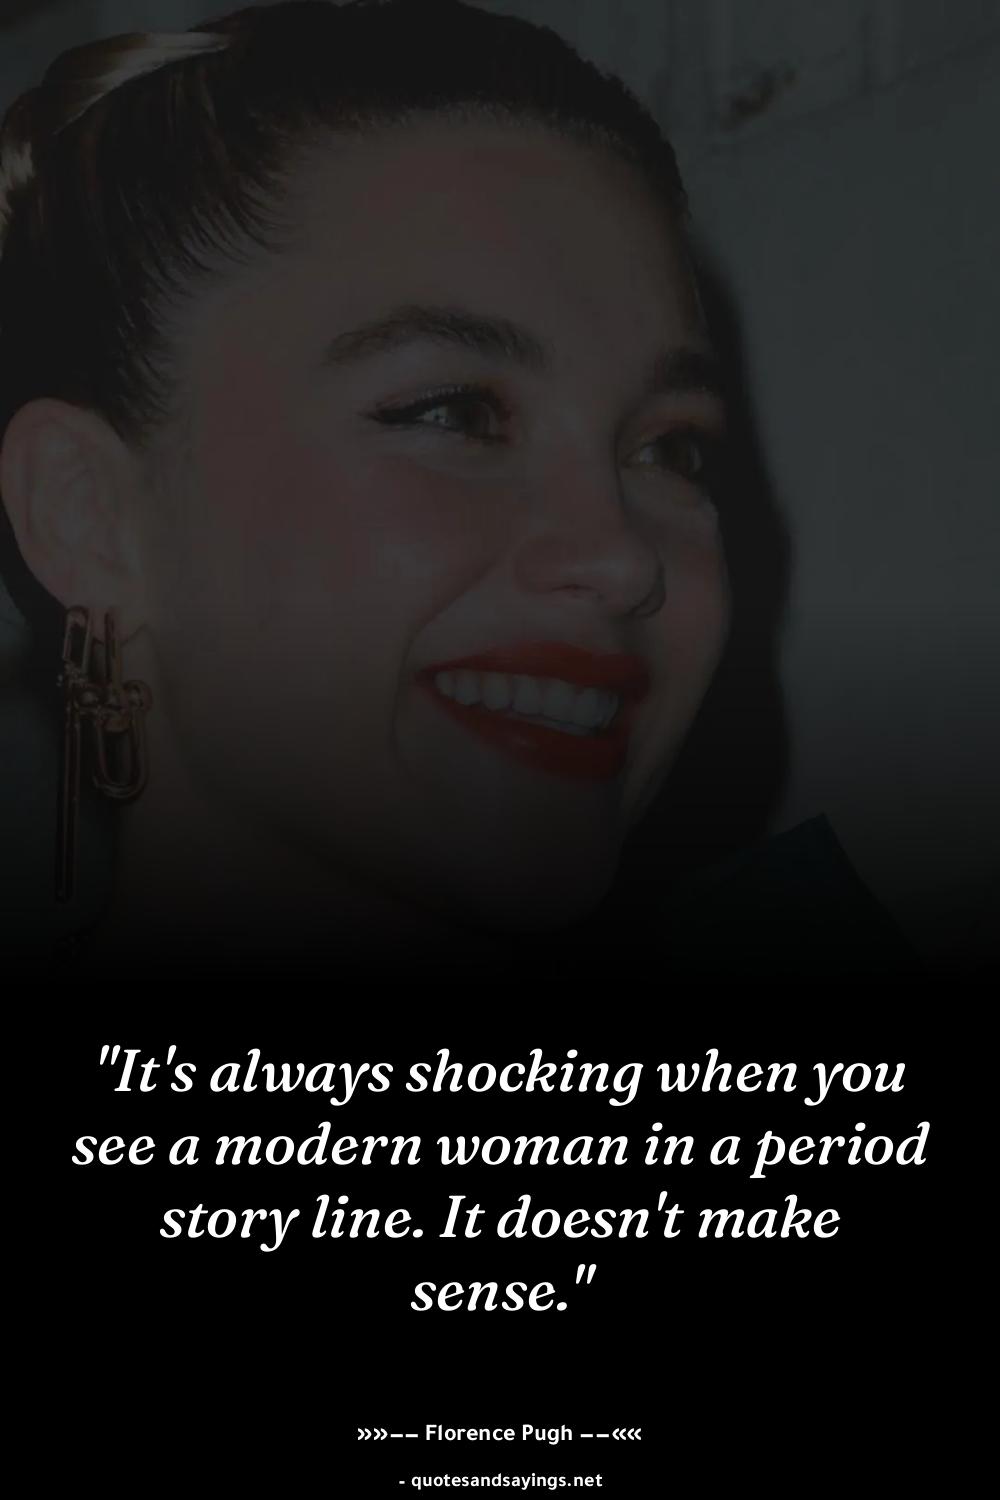 "It's always shocking when you
see a modern woman in a period
story line. It doesn't make
sense."
»»–– Florence Pugh ––««
- quotesandsayings.net